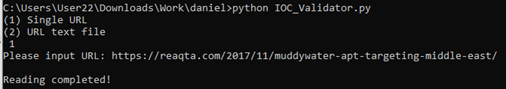 C:\Users\User22\Downloads\Work\daniel>python IOC_Validator.py
(1) Single URL
(2) URL text file
1
Please input URL: https://reaqta.com/2017/11/muddywater-apt-targeting-middle-east/
Reading completed!